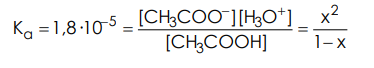 Kₐ = 1,8·10⁻⁵ = [CH₃COO⁻][H₃O⁺] / [CH₃COOH] = x² / 1−x